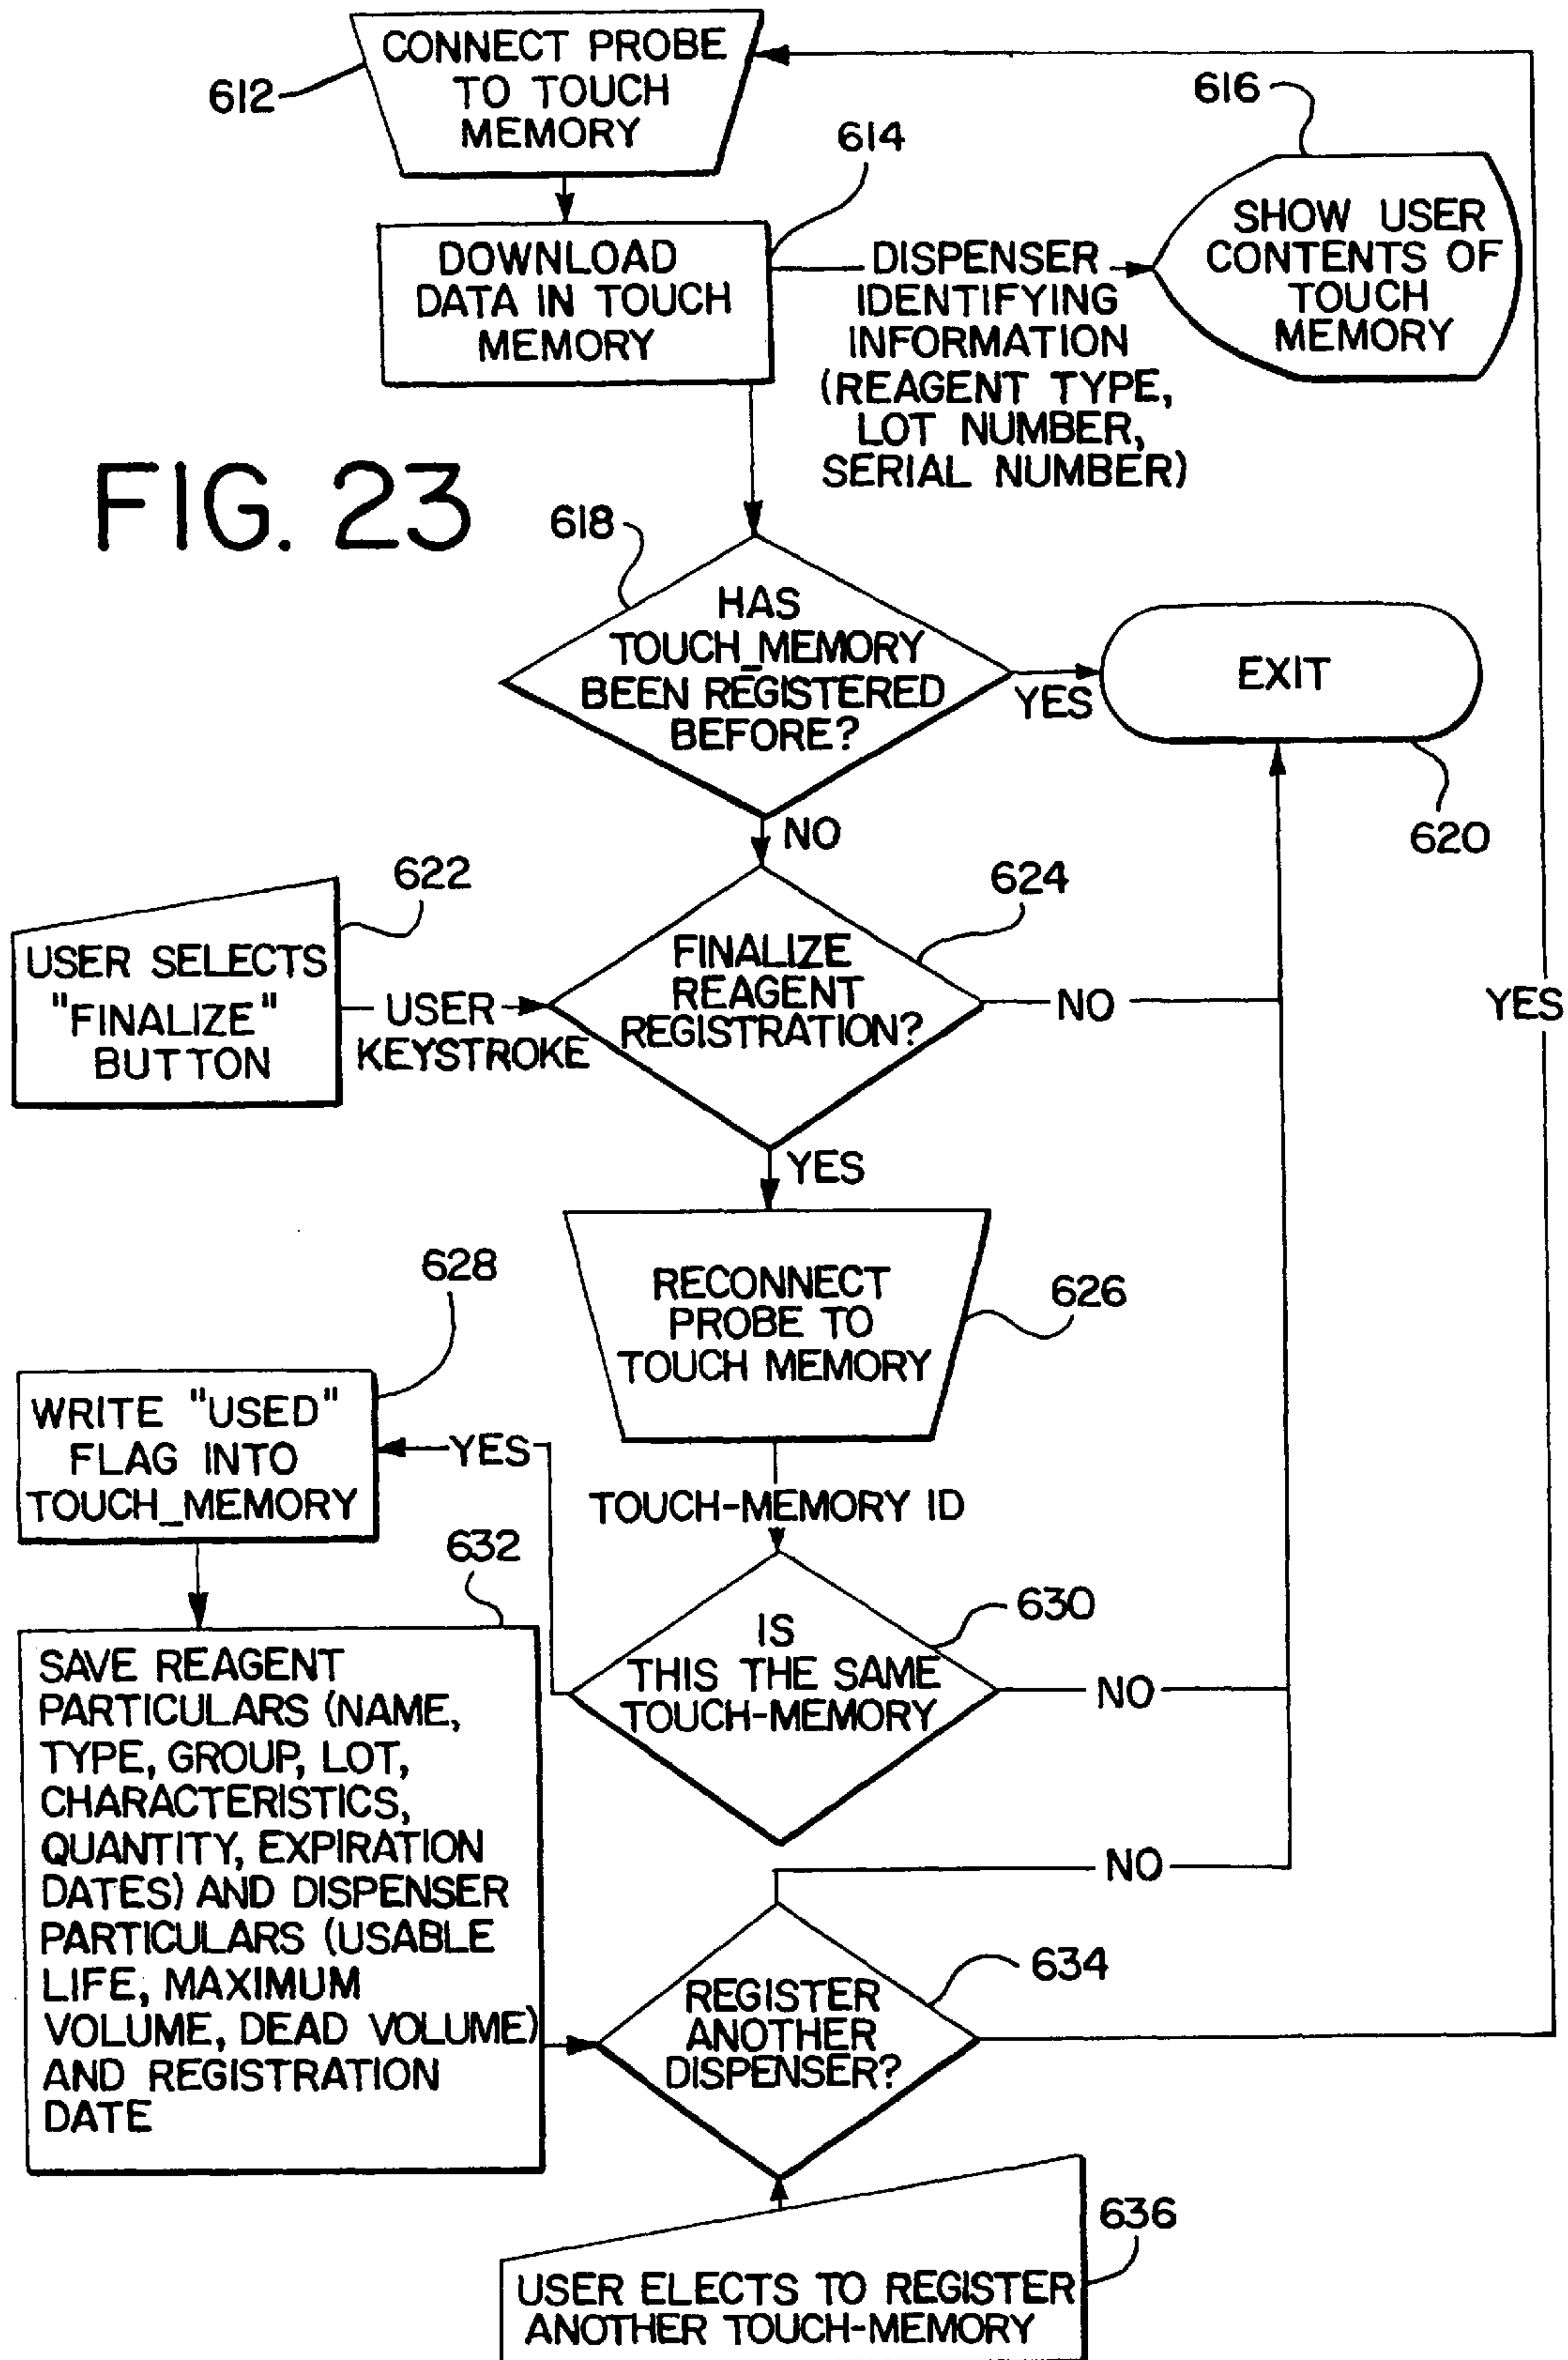 CONNECT PROBE
TO TOUCH
MEMORY
612
616
614
DOWNLOAD
DATA IN TOUCH
MEMORY
DISPENSER
IDENTIFYING
INFORMATION
(REAGENT TYPE,
LOT NUMBER,
SERIAL NUMBER)
SHOW USER
CONTENTS OF
TOUCH
MEMORY
FIG. 23
618
HAS
TOUCH_MEMORY
BEEN REGISTERED
BEFORE?
YES
EXIT
620
NO
622
624
USER SELECTS
"FINALIZE"
BUTTON
USER
KEYSTROKE
FINALIZE
REAGENT
REGISTRATION?
NO
YES
YES
628
RECONNECT
PROBE TO
TOUCH MEMORY
626
WRITE "USED"
FLAG INTO
TOUCH_MEMORY
YES
TOUCH-MEMORY ID
632
630
IS
THIS THE SAME
TOUCH-MEMORY
NO
SAVE REAGENT
PARTICULARS (NAME,
TYPE, GROUP, LOT,
CHARACTERISTICS,
QUANTITY, EXPIRATION
DATES) AND DISPENSER
PARTICULARS (USABLE
LIFE, MAXIMUM
VOLUME, DEAD VOLUME)
AND REGISTRATION
DATE
NO
634
REGISTER
ANOTHER
DISPENSER?
636
USER ELECTS TO REGISTER
ANOTHER TOUCH-MEMORY